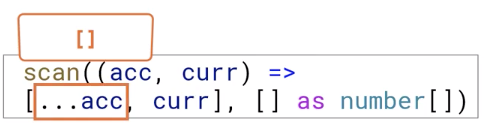 []
scan((acc, curr) =>
[...acc, curr], [] as number[])